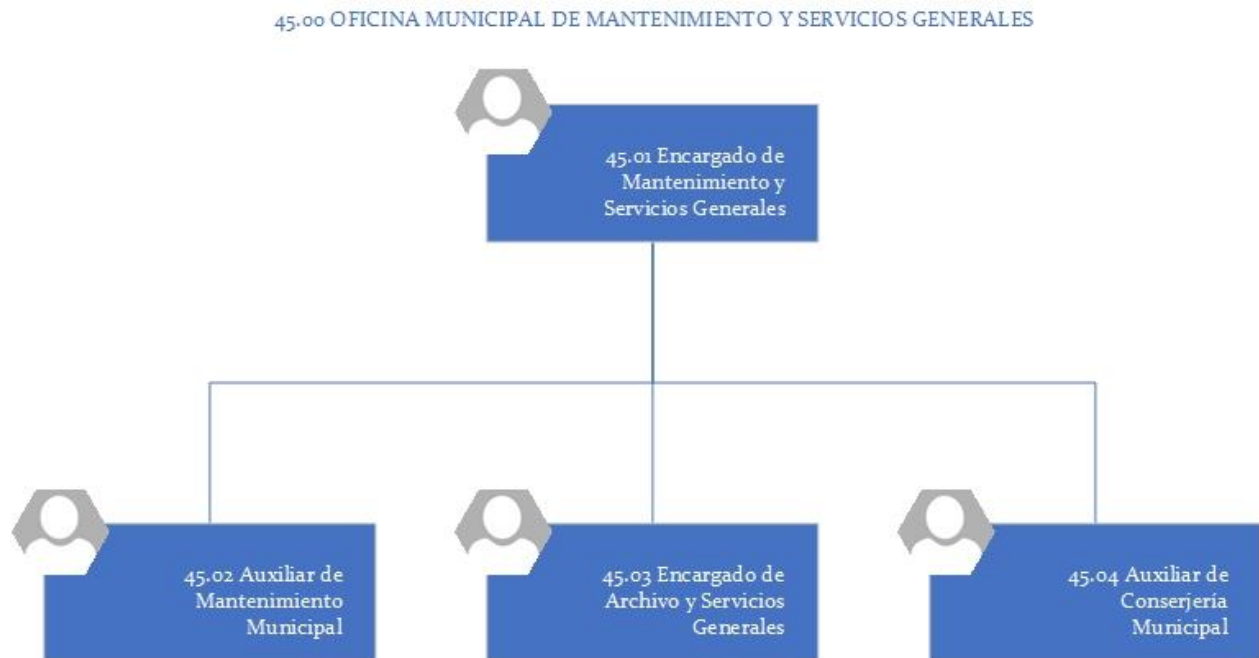 45.00 OFICINA MUNICIPAL DE MANTENIMIENTO Y SERVICIOS GENERALES
45.01 Encargado de
Mantenimiento y
Servicios Generales
45.02 Auxiliar de
Mantenimiento
Municipal
45.03 Encargado de
Archivo y Servicios
Generales
45.04 Auxiliar de
Conserjería
Municipal